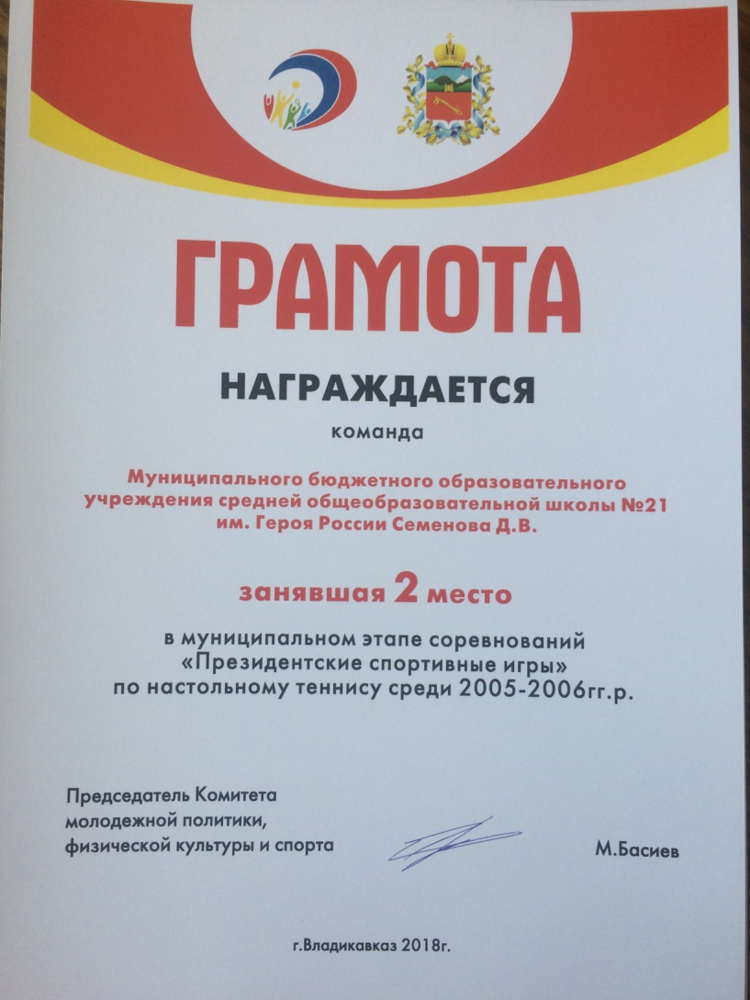 ГРАМОТА
НАГРАЖДАЕТСЯ
команда
Муниципального бюджетного образовательного
учреждения средней общеобразовательной школы №21
им. Героя России Семенова Д.В.
занявшая 2 место
в муниципальном этапе соревнований
«Президентские спортивные игры»
по настольному теннису среди 2005-2006гг.р.
Председатель Комитета
молодежной политики,
физической культуры и спорта
М.Басиев
г.Владикавказ 2018г.